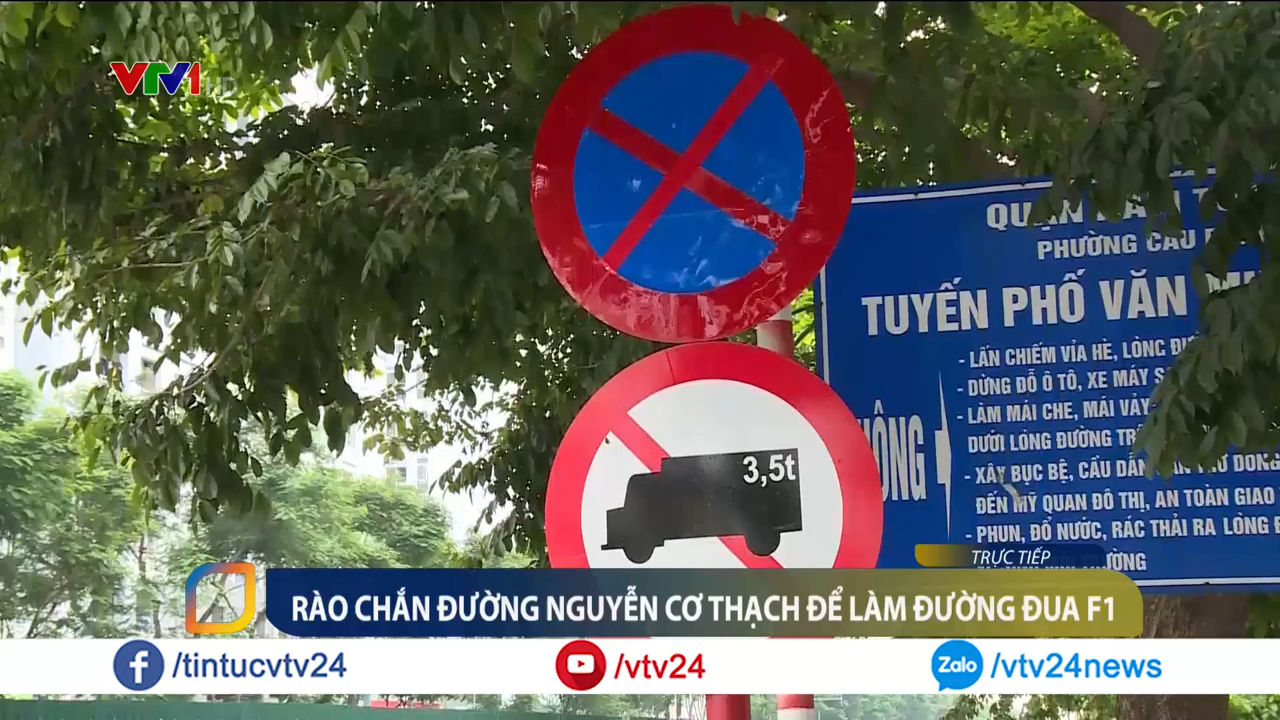 VTV1 HD
QUẬN
PHƯỜNG CẦU
TUYẾN PHỐ VĂN
- LẤN CHIẾM VỈA HÈ, LÒNG
- DỪNG ĐỖ Ô TÔ, XE MÁY
- LÀM MÁI CHE, MÁI VẢY
DƯỚI LÒNG ĐƯỜNG
- XÂY BỤC BỆ, CẦU DẪN
ĐẾN MỸ QUAN ĐÔ THỊ, AN TOÀN GIAO
- PHUN, ĐỔ NƯỚC, RÁC THẢI RA LÒNG
3,5t
TRỰC TIẾP
RÀO CHẮN ĐƯỜNG NGUYỄN CƠ THẠCH ĐỂ LÀM ĐƯỜNG ĐUA F1
/tintucvtv24
/vtv24
Zalo /vtv24news